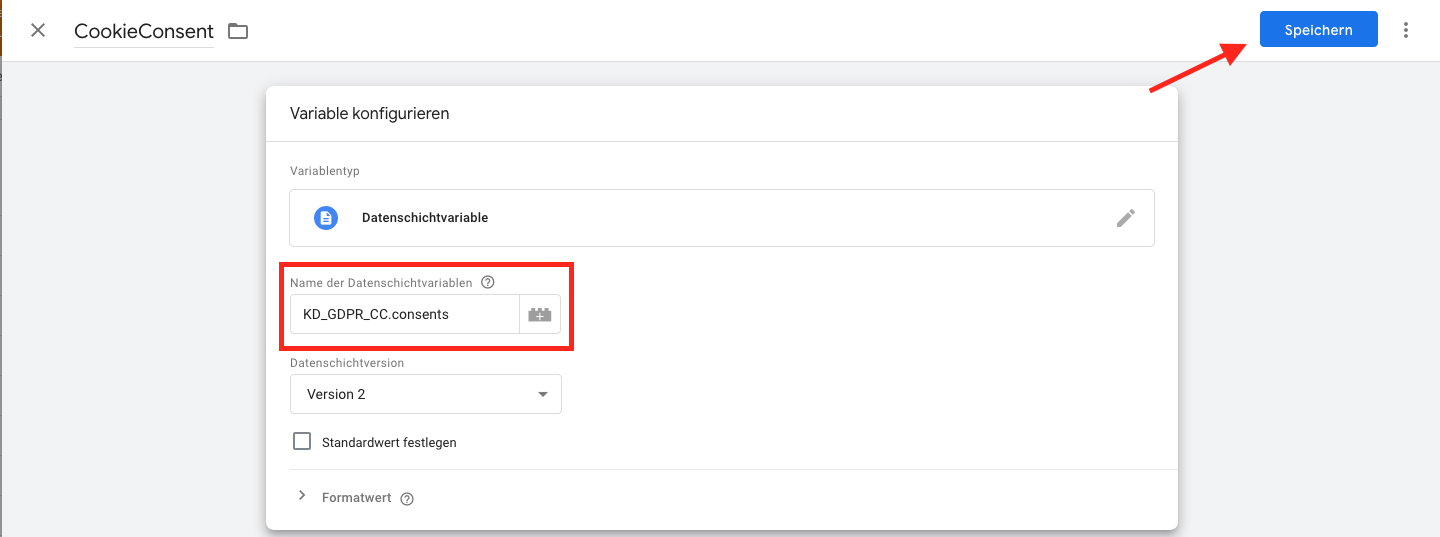 CookieConsent
Speichern
Variable konfigurieren
Variablentyp
Datenschichtvariable
Name der Datenschichtvariablen
KD_GDPR_CC.consents
Datenschichtversion
Version 2
Standardwert festlegen
Formatwert